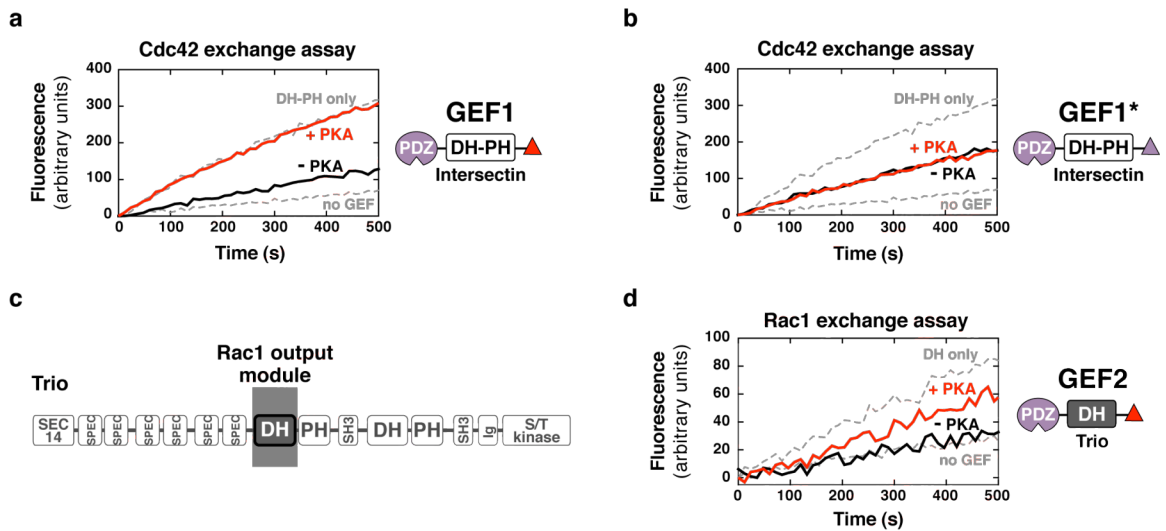 a
Cdc42 exchange assay
Fluorescence
(arbitrary units)
400
300
200
100
0
DH-PH only
+ PKA
- PKA
no GEF
0 100 200 300 400 500
Time (s)
GEF1
PDZ DH-PH
Intersectin
b
Cdc42 exchange assay
Fluorescence
(arbitrary units)
400
300
200
100
0
DH-PH only
+ PKA
- PKA
no GEF
0 100 200 300 400 500
Time (s)
GEF1*
PDZ DH-PH
Intersectin
c
Rac1 output
module
Trio
SEC
14
SPEC SPEC SPEC SPEC SPEC SPEC DH PH SH3 DH PH SH3 Ig
S/T
kinase
d
Rac1 exchange assay
Fluorescence
(arbitrary units)
100
80
60
40
20
0
DH only
+ PKA
- PKA
no GEF
0 100 200 300 400 500
Time (s)
GEF2
PDZ DH
Trio